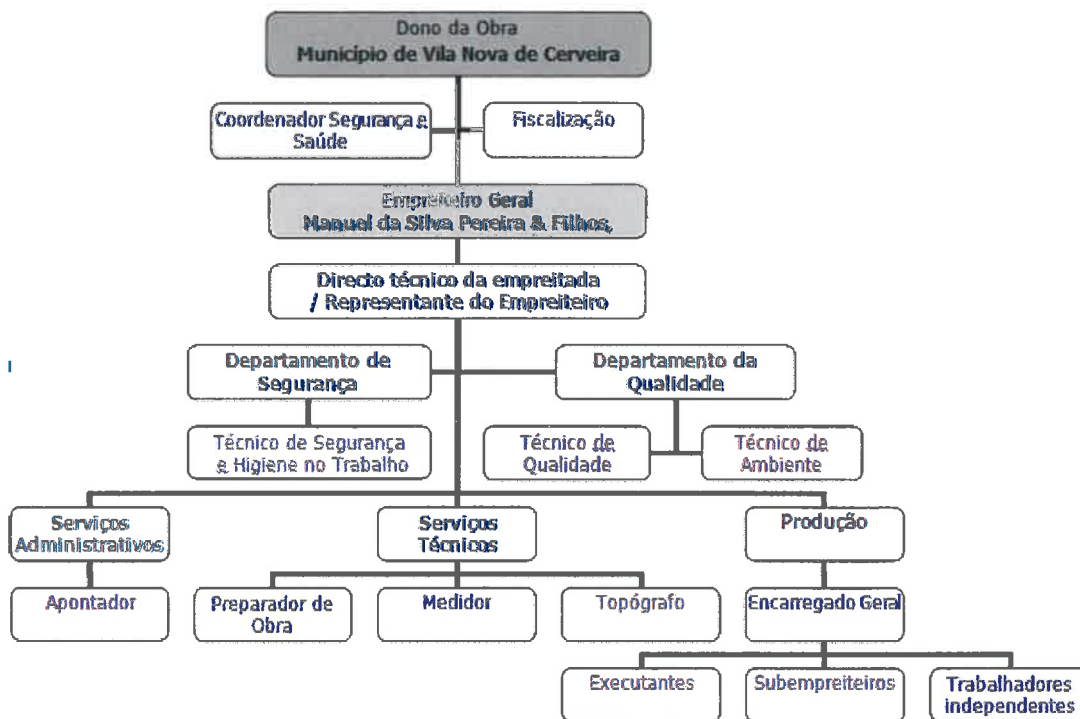 Dono da Obra
Município de Vila Nova de Cerveira
Coordenador Segurança e
Saúde
Fiscalização
Empreiteiro Geral
Manuel da Silva Pereira & Filhos,
Directo técnico da empreitada
/ Representante do Empreiteiro
Departamento de
Segurança
Departamento da
Qualidade
Técnico de Segurança
e Higiene no Trabalho
Técnico de
Qualidade
Técnico de
Ambiente
Serviços
Administrativos
Serviços
Técnicos
Produção
Apontador
Preparador de
Obra
Medidor
Topógrafo
Encarregado Geral
Executantes
Subempreiteiros
Trabalhadores
independentes